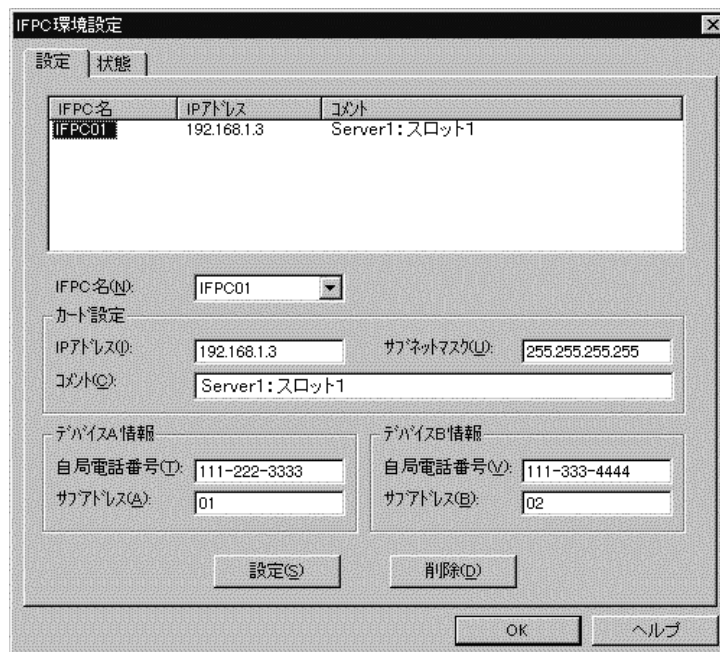 IFPC環境設定
設定 状態
IFPC名 IPアドレス コメント
IFPC01 192.168.1.3 Server1:スロット1
IFPC名(N): IFPC01
カード設定
IPアドレス(I): 192.168.1.3 サブネットマスク(U): 255.255.255.255
コメント(C): Server1:スロット1
デバイスA情報 デバイスB情報
自局電話番号(T): 111-222-3333 自局電話番号(V): 111-333-4444
サブアドレス(A): 01 サブアドレス(B): 02
設定(S) 削除(D)
OK ヘルプ